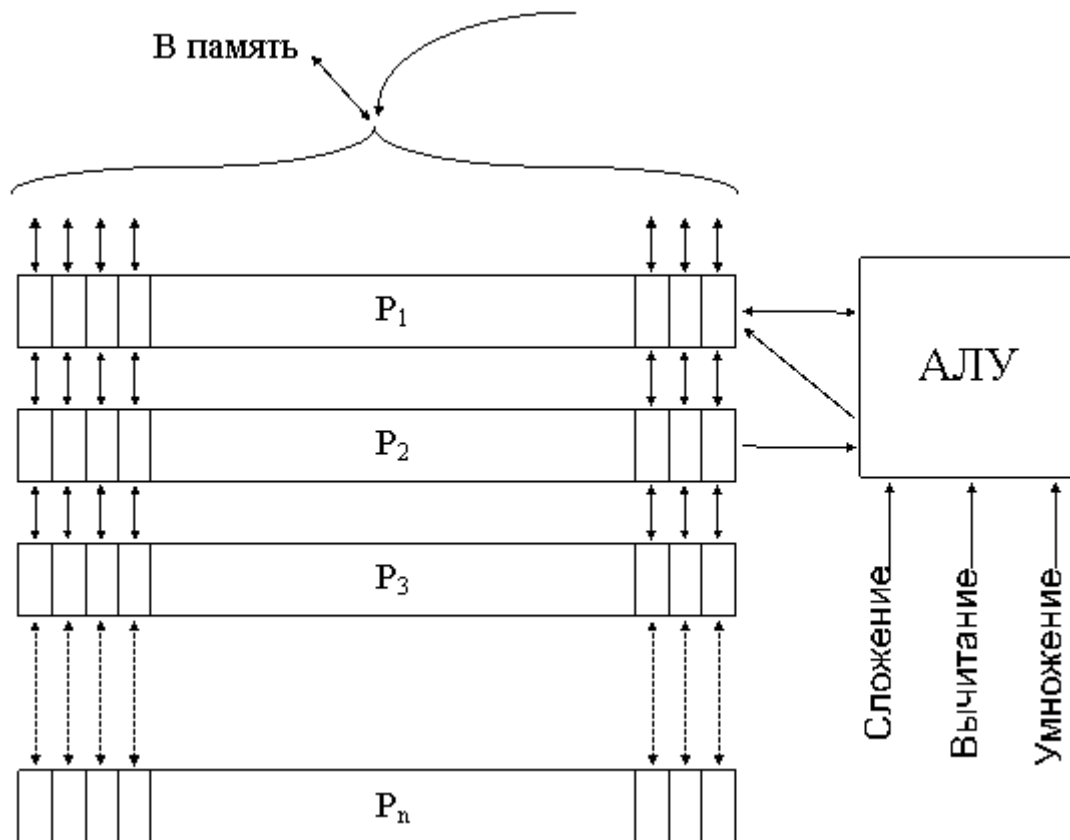 В память
P₁
АЛУ
P₂
P₃
Сложение
Вычитание
Умножение
Pₙ